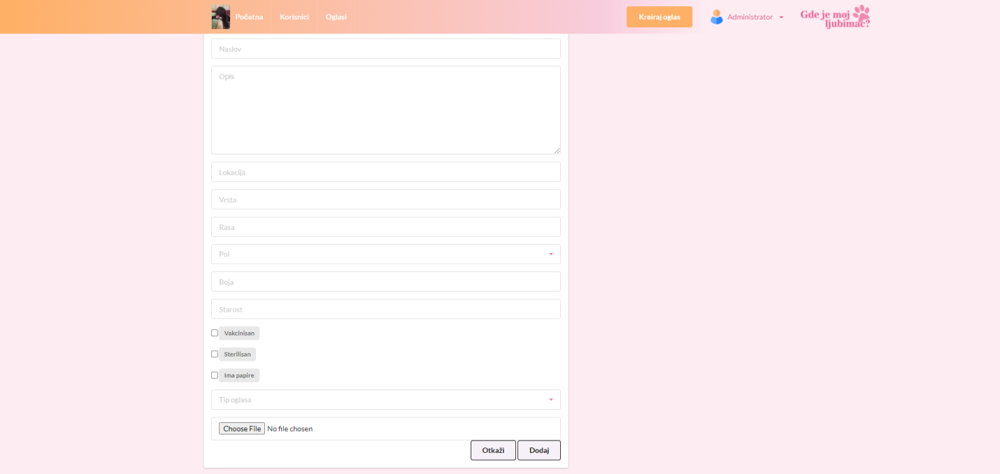 Početna Korisnici Oglasi Kreiraj oglas Administrator Gde je moj
ljubimac?
Naslov
Opis
Lokacija
Vrsta
Rasa
Pol
Boja
Starost
Vakcinisan
Sterilisan
Ima papire
Tip oglasa
Choose File No file chosen
Otkaži Dodaj